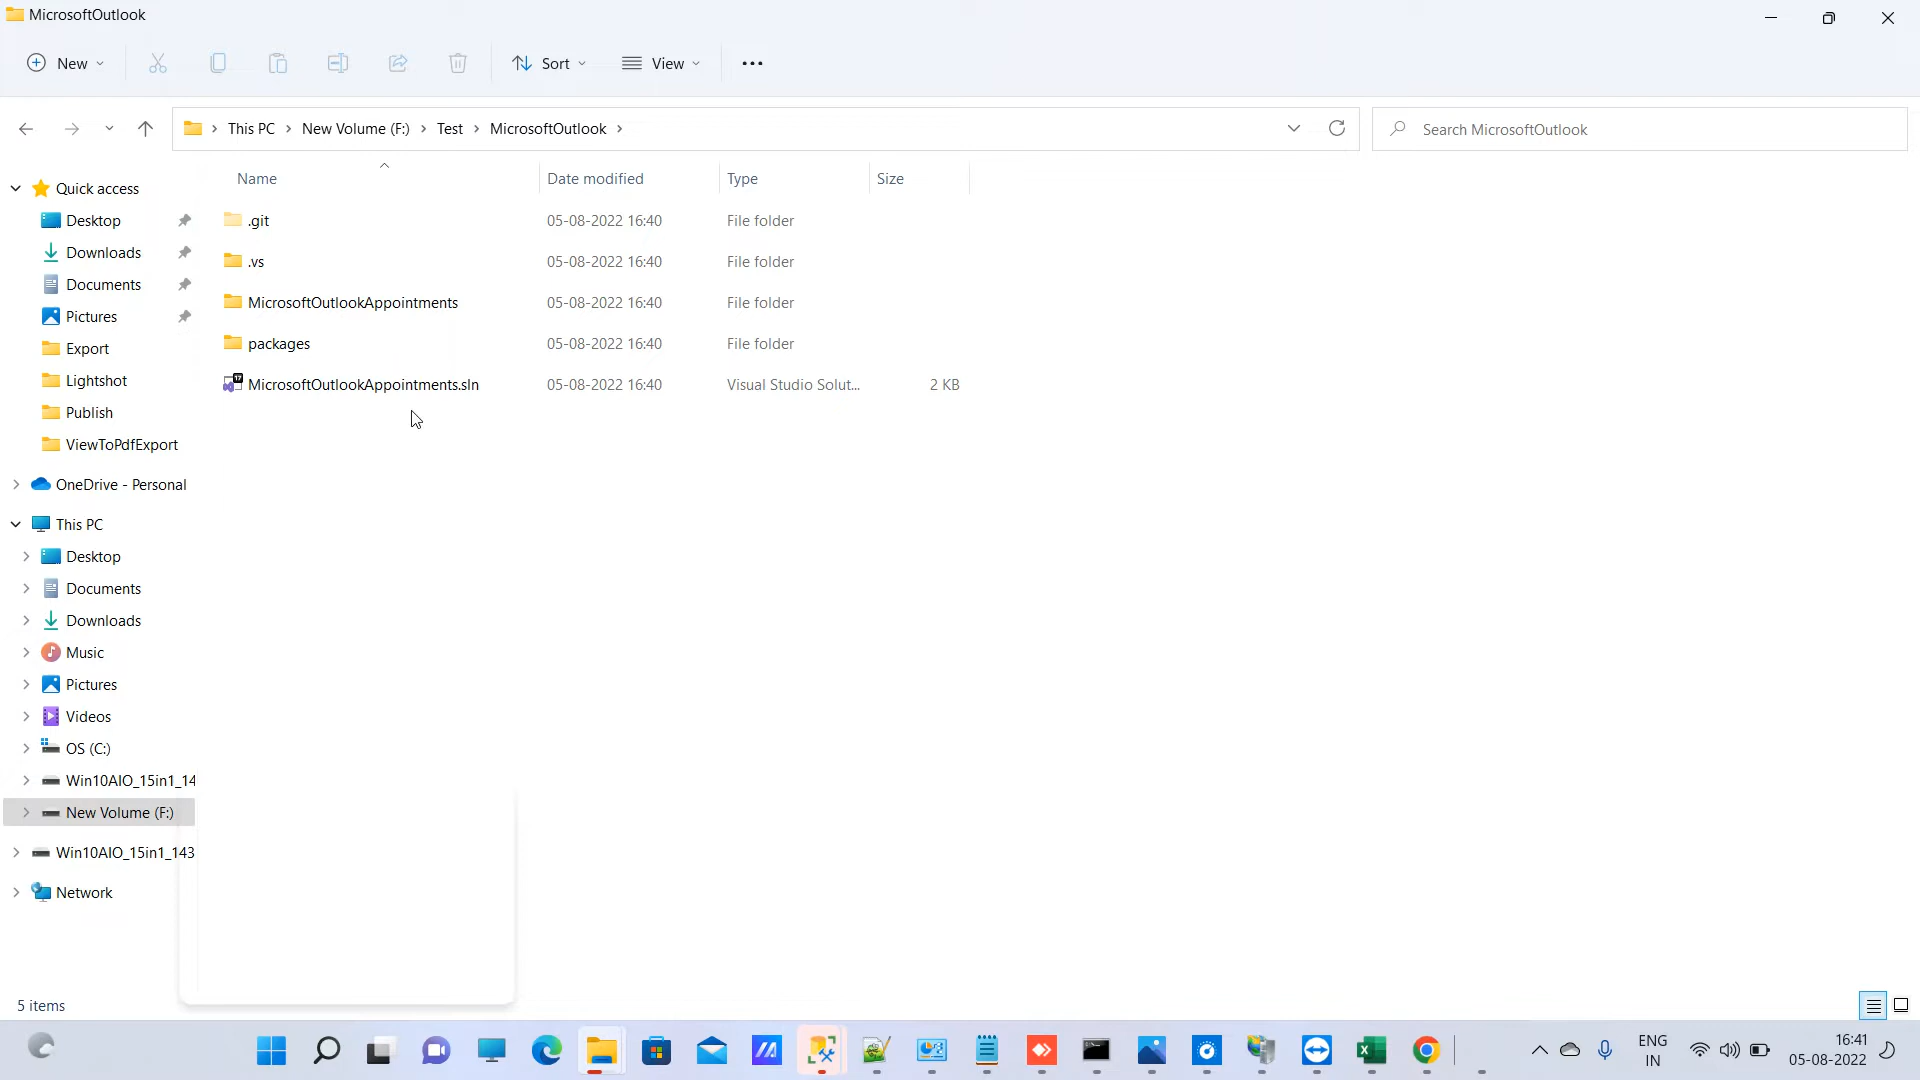 MicrosoftOutlook
New
Sort
View
This PC > New Volume (F:) > Test > MicrosoftOutlook >
Search MicrosoftOutlook
Name Date modified Type Size
.git 05-08-2022 16:40 File folder
.vs 05-08-2022 16:40 File folder
MicrosoftOutlookAppointments 05-08-2022 16:40 File folder
packages 05-08-2022 16:40 File folder
MicrosoftOutlookAppointments.sln 05-08-2022 16:40 Visual Studio Solut... 2 KB
Quick access
Desktop
Downloads
Documents
Pictures
Export
Lightshot
Publish
ViewToPdfExport
OneDrive - Personal
This PC
Desktop
Documents
Downloads
Music
Pictures
Videos
OS (C:)
Win10AIO_15in1_14
New Volume (F:)
Win10AIO_15in1_143
Network
5 items
ENG
IN
16:41
05-08-2022